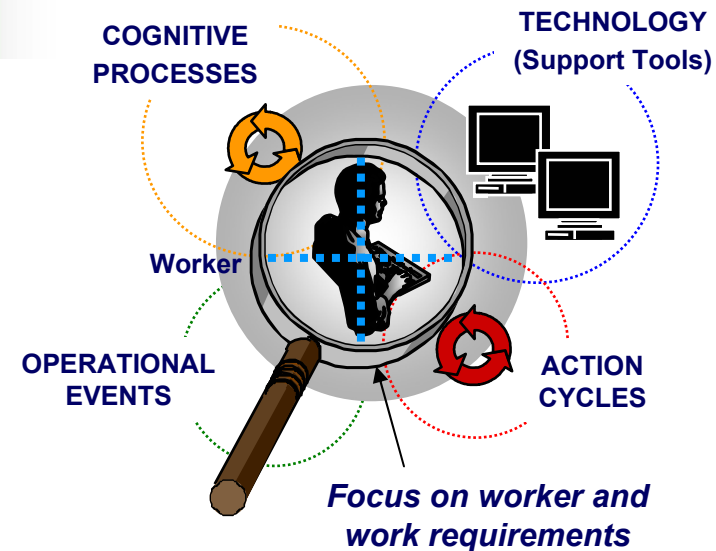 COGNITIVE
PROCESSES
TECHNOLOGY
(Support Tools)
Worker
OPERATIONAL
EVENTS
ACTION
CYCLES
Focus on worker and
work requirements